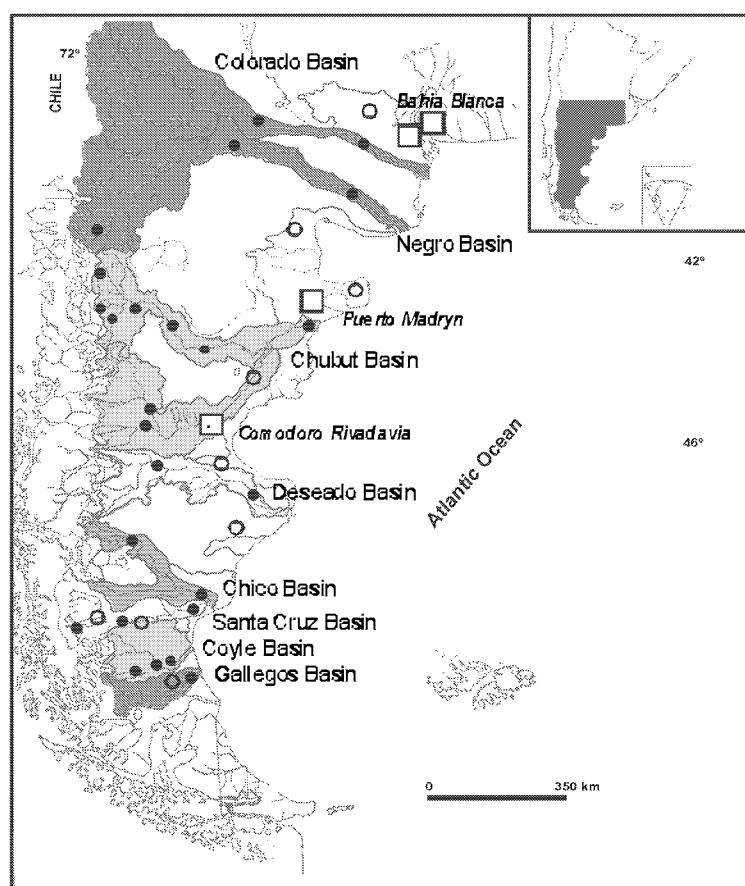 72°
CHILE
Colorado Basin
Bahia Blanca
Negro Basin
42°
Puerto Madryn
Chubut Basin
Comodoro Rivadavia
46°
Atlantic Ocean
Deseado Basin
Chico Basin
Santa Cruz Basin
Coyle Basin
Gallegos Basin
0 350 km